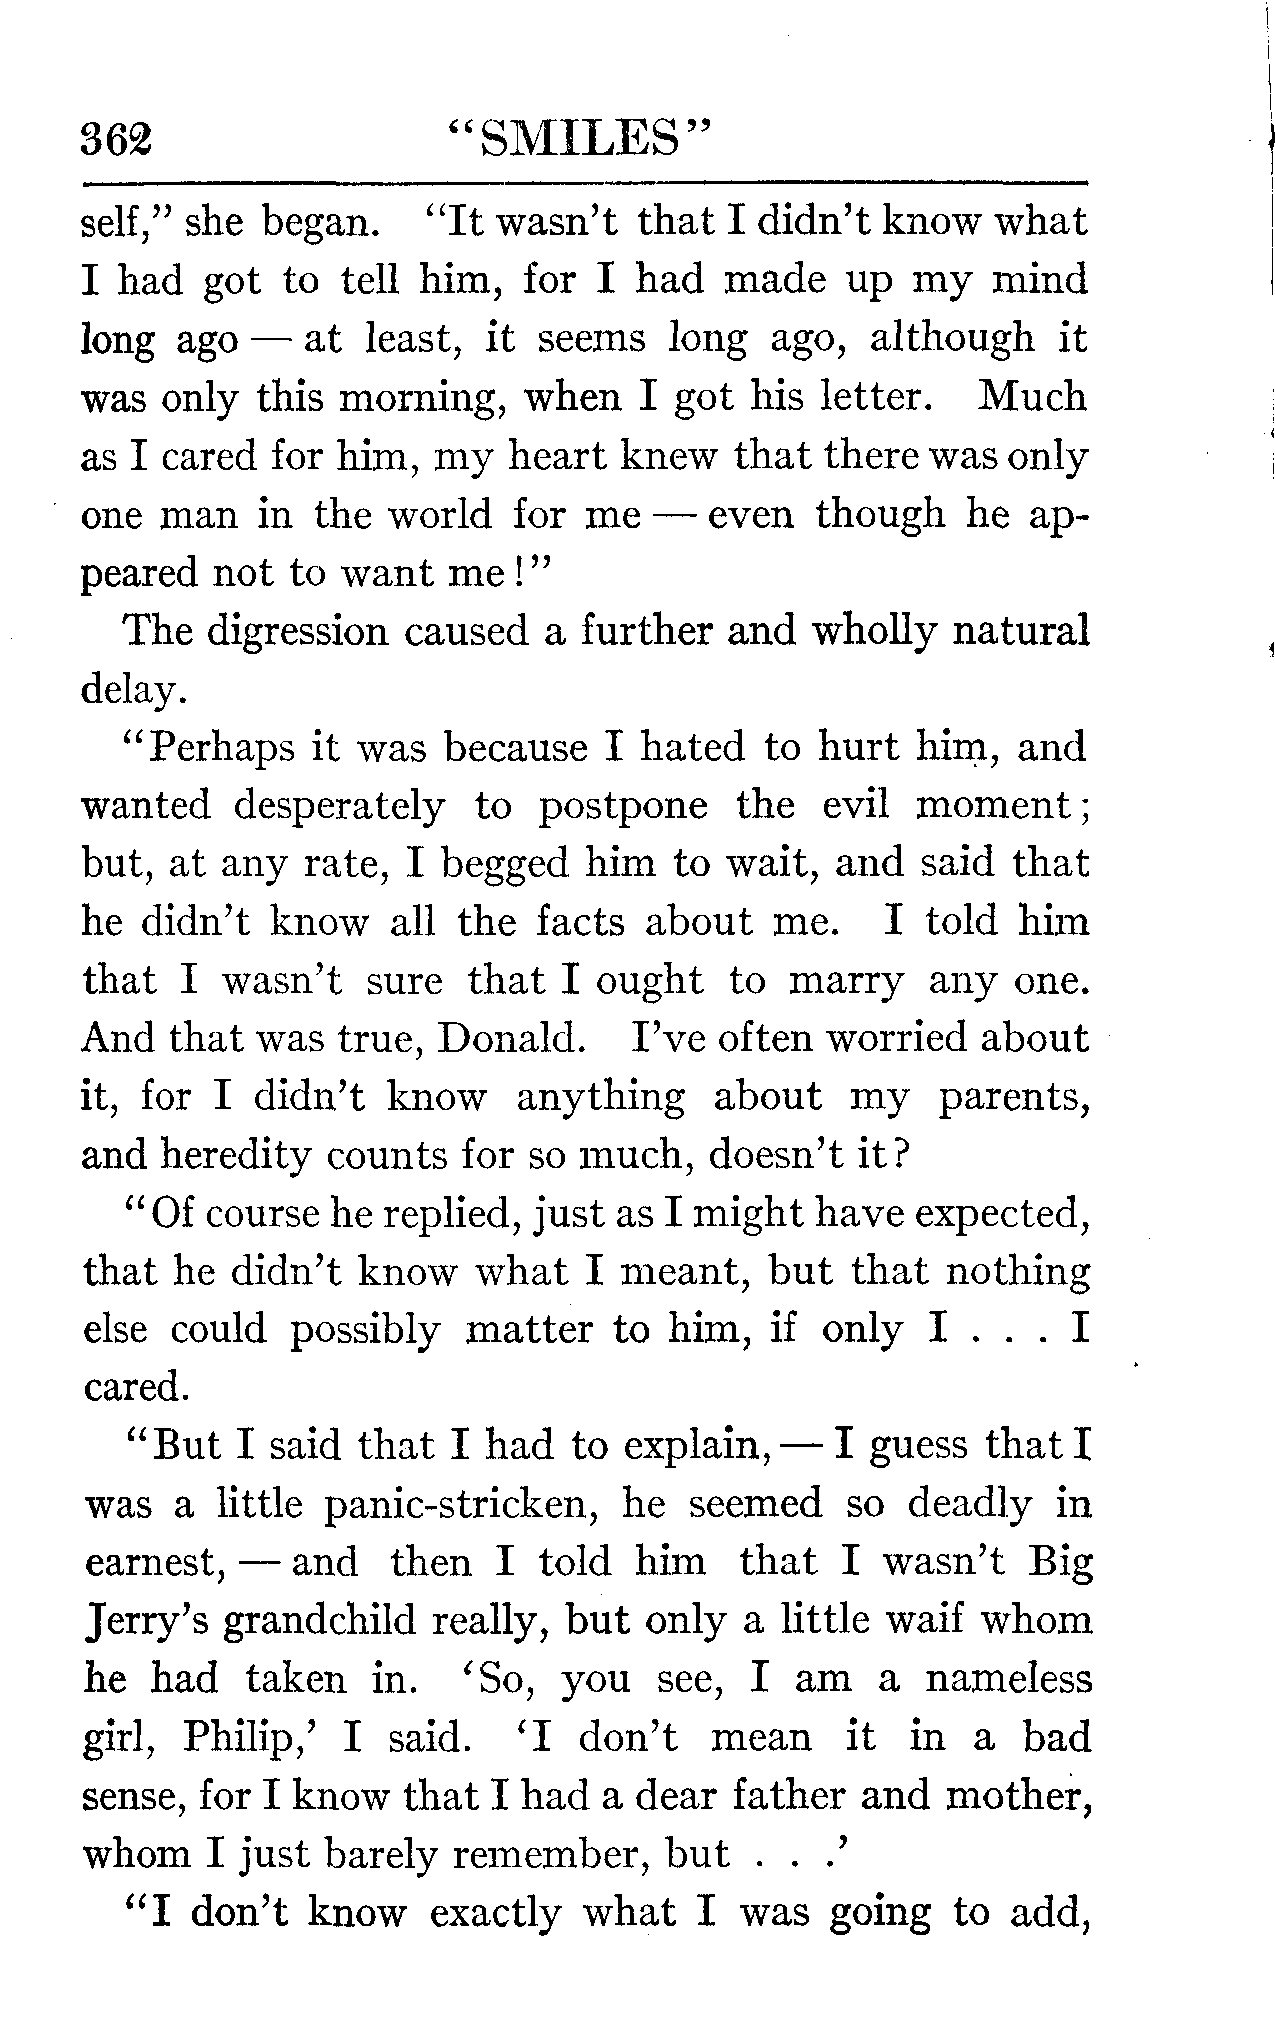 362 "SMILES"
self," she began. "It wasn't that I didn't know what
I had got to tell him, for I had made up my mind
long ago — at least, it seems long ago, although it
was only this morning, when I got his letter. Much
as I cared for him, my heart knew that there was only
one man in the world for me — even though he ap-
peared not to want me!"
The digression caused a further and wholly natural
delay.
"Perhaps it was because I hated to hurt him, and
wanted desperately to postpone the evil moment;
but, at any rate, I begged him to wait, and said that
he didn't know all the facts about me. I told him
that I wasn't sure that I ought to marry any one.
And that was true, Donald. I've often worried about
it, for I didn't know anything about my parents,
and heredity counts for so much, doesn't it?
"Of course he replied, just as I might have expected,
that he didn't know what I meant, but that nothing
else could possibly matter to him, if only I . . . I
cared.
"But I said that I had to explain, — I guess that I
was a little panic-stricken, he seemed so deadly in
earnest, — and then I told him that I wasn't Big
Jerry's grandchild really, but only a little waif whom
he had taken in. 'So, you see, I am a nameless
girl, Philip,' I said. 'I don't mean it in a bad
sense, for I know that I had a dear father and mother,
whom I just barely remember, but . . .'
"I don't know exactly what I was going to add,